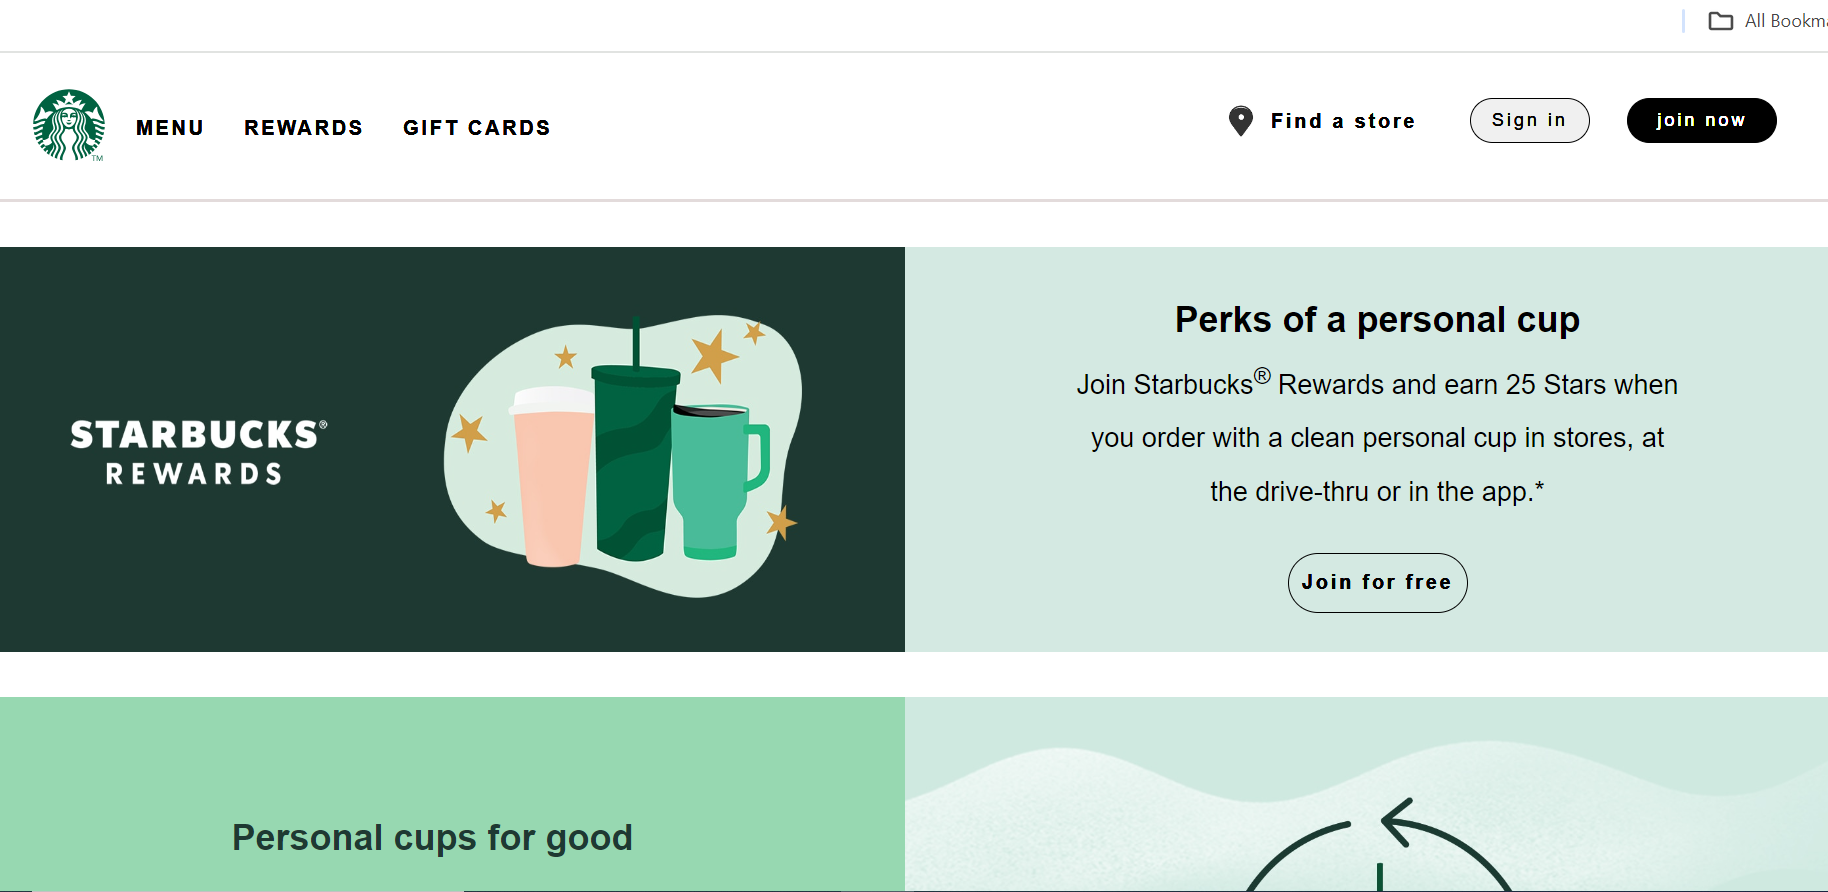 All Bookma
MENU REWARDS GIFT CARDS
Find a store
Sign in
join now
TM
STARBUCKS®
REWARDS
Perks of a personal cup
Join Starbucks® Rewards and earn 25 Stars when
you order with a clean personal cup in stores, at
the drive-thru or in the app.*
Join for free
Personal cups for good